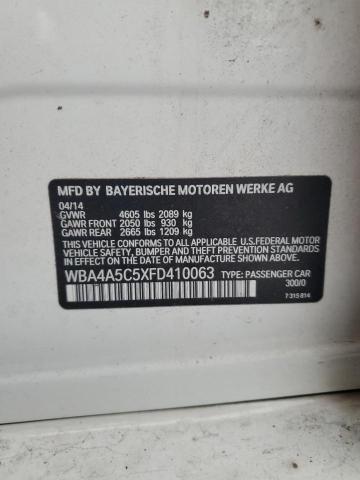 MFD BY BAYERISCHE MOTOREN WERKE AG
04/14
GVWR 4605 lbs 2089 kg
GAWR FRONT 2050 lbs 930 kg
GAWR REAR 2665 lbs 1209 kg
THIS VEHICLE CONFORMS TO ALL APPLICABLE U.S. FEDERAL MOTOR
VEHICLE SAFETY, BUMPER, AND THEFT PREVENTION STANDARDS
IN EFFECT ON THE DATE OF MANUFACTURE SHOWN ABOVE.
WBA4A5C5XFD410063 TYPE: PASSENGER CAR
300/0
7 315 814